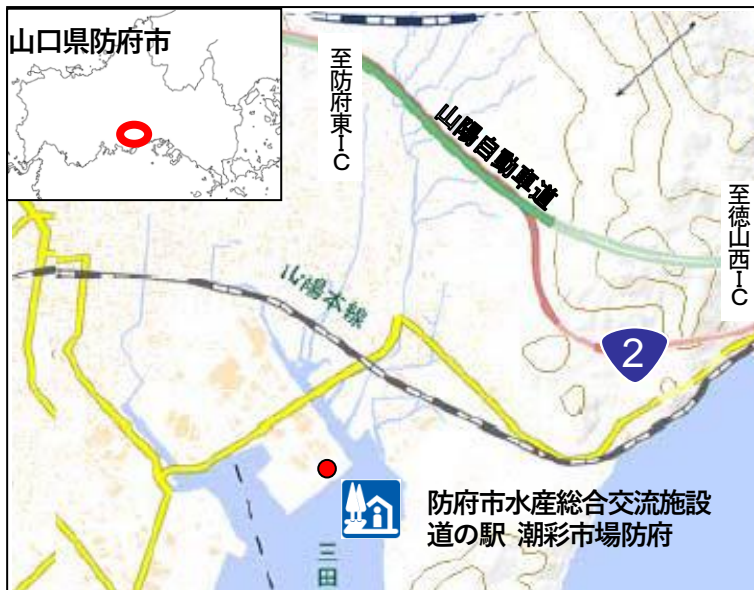 山口県防府市
至防府東IC
山陽自動車道
至徳山西IC
山陽本線
2
防府市水産総合交流施設
道の駅 潮彩市場防府
三田